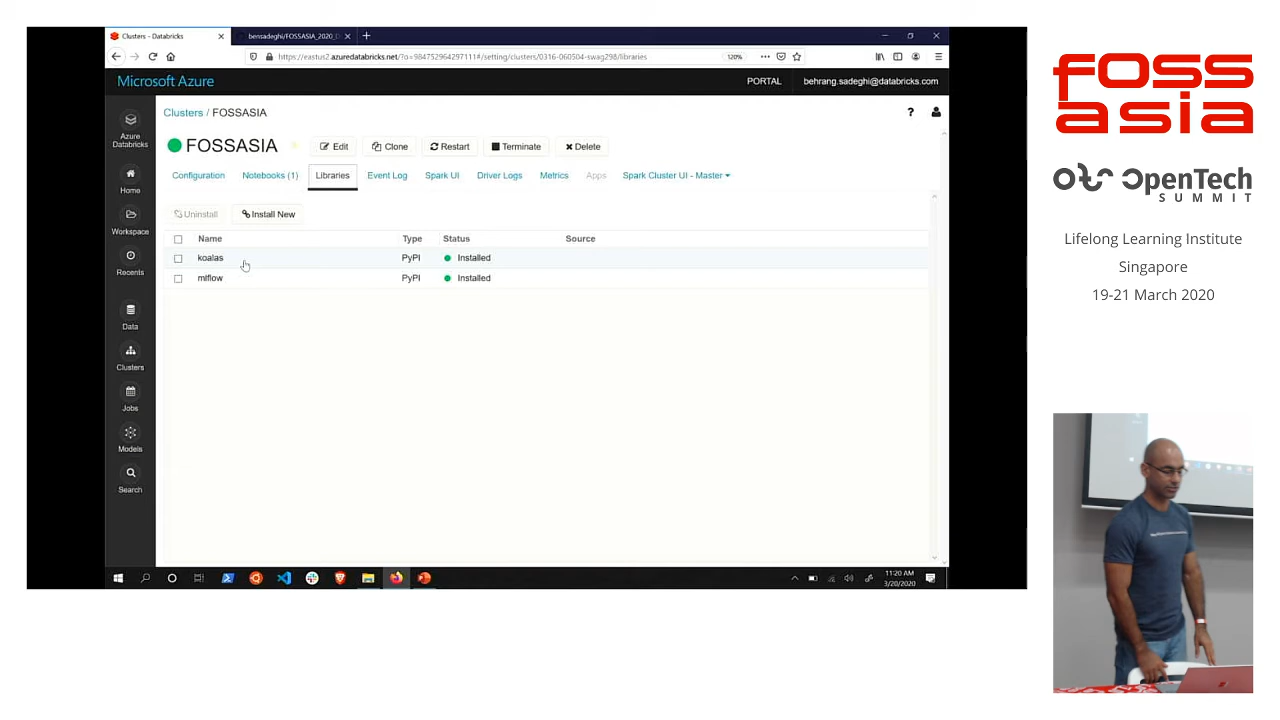 Clusters - Databricks
bensadeghi/FOSSASIA_2020_D
https://eastus2.azuredatabricks.net/?o=984752964297111#/setting/clusters/0316-060504-swag298/libraries
120%
Microsoft Azure
PORTAL
behrang.sadeghi@databricks.com
Clusters / FOSSASIA
?
FOSSASIA
Edit
Clone
Restart
Terminate
Delete
Configuration
Notebooks (1)
Libraries
Event Log
Spark UI
Driver Logs
Metrics
Apps
Spark Cluster UI - Master
Uninstall
Install New
Name
Type
Status
Source
koalas
PyPI
Installed
mlflow
PyPI
Installed
Azure
Databricks
Home
Workspace
Recents
Data
Clusters
Jobs
Models
Search
11:20 AM
3/20/2020
foss
asia
OpenTech
SUMMIT
Lifelong Learning Institute
Singapore
19-21 March 2020